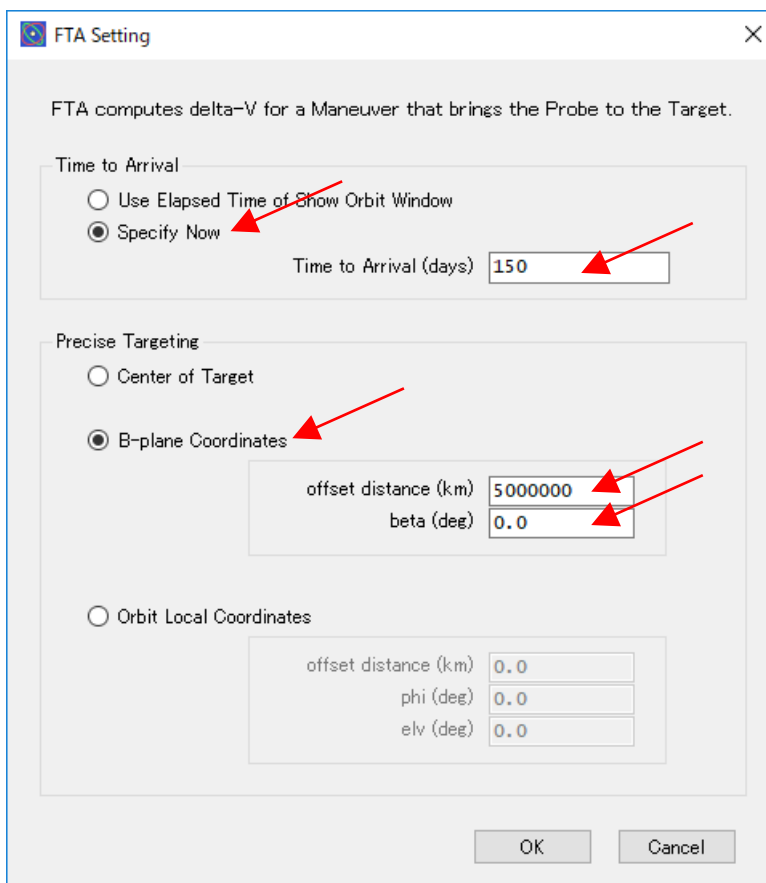 FTA Setting
FTA computes delta-V for a Maneuver that brings the Probe to the Target.
Time to Arrival
Use Elapsed Time of Show Orbit Window
Specify Now
Time to Arrival (days) 150
Precise Targeting
Center of Target
B-plane Coordinates
offset distance (km) 5000000
beta (deg) 0.0
Orbit Local Coordinates
offset distance (km) 0.0
phi (deg) 0.0
elv (deg) 0.0
OK Cancel